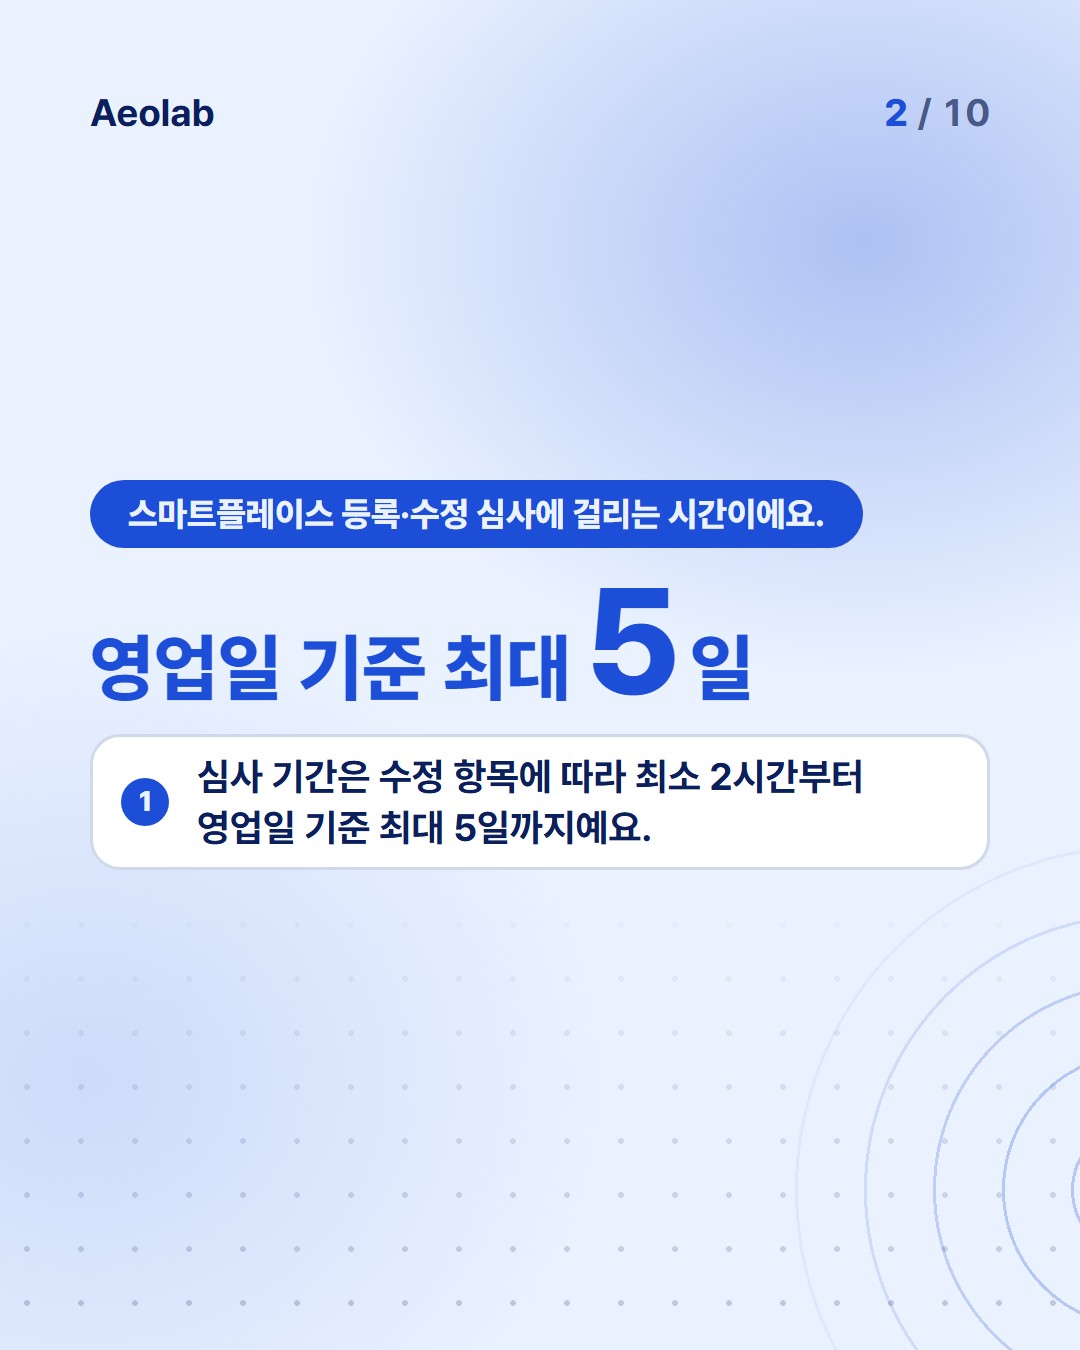 Aeolab
2 / 10
스마트플레이스 등록·수정 심사에 걸리는 시간이에요.
영업일 기준 최대 5일
1
심사 기간은 수정 항목에 따라 최소 2시간부터
영업일 기준 최대 5일까지예요.